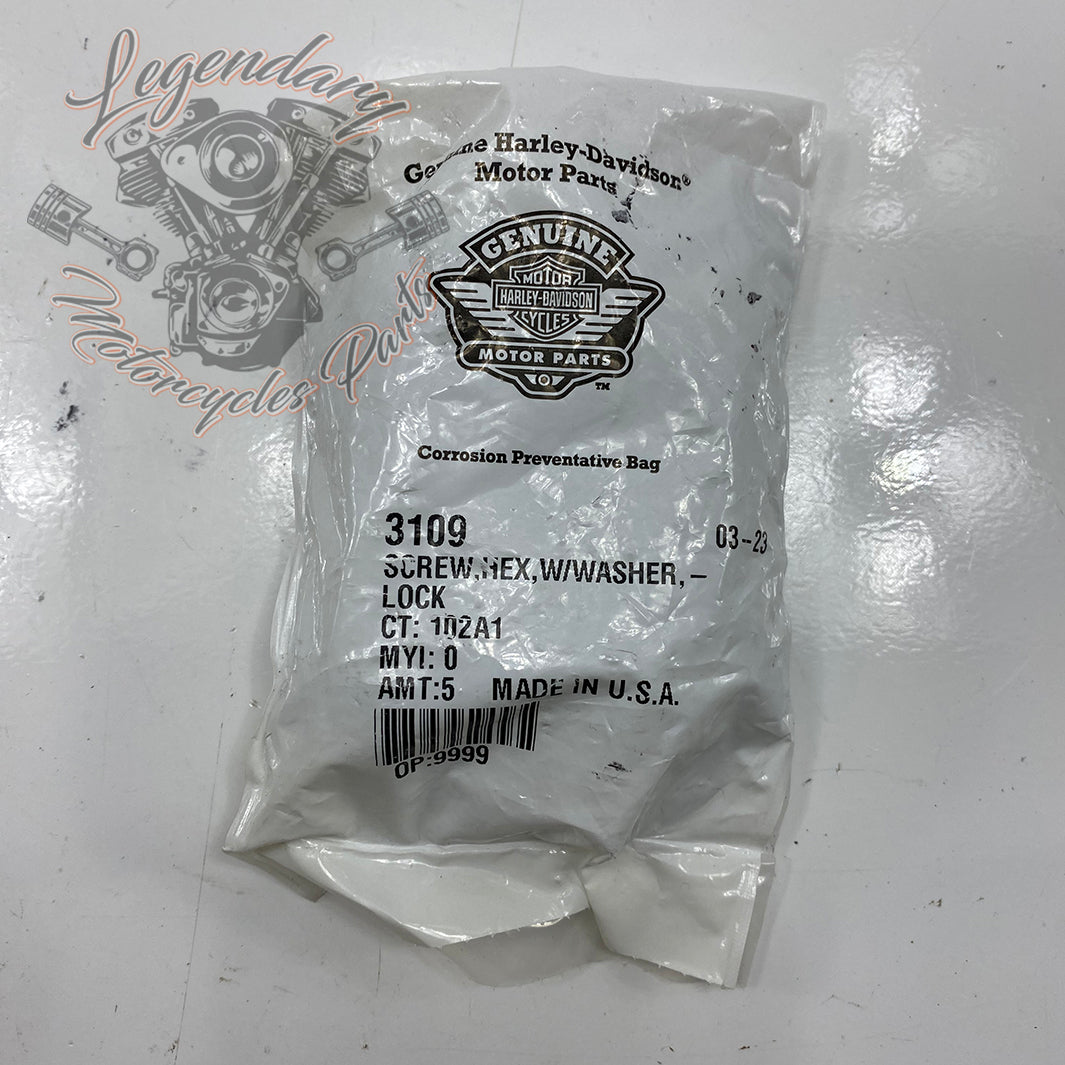 Legendary
Motorcycles Parts
Genuine Harley-Davidson®
Motor Parts
GENUINE
MOTOR
HARLEY-DAVIDSON
CYCLES
MOTOR PARTS
TM
Corrosion Preventative Bag
3109 03-23
SCREW,HEX,W/WASHER,-
LOCK
CT: 102A1
MYI: 0
AMT:5 MADE IN U.S.A.
OP:9999